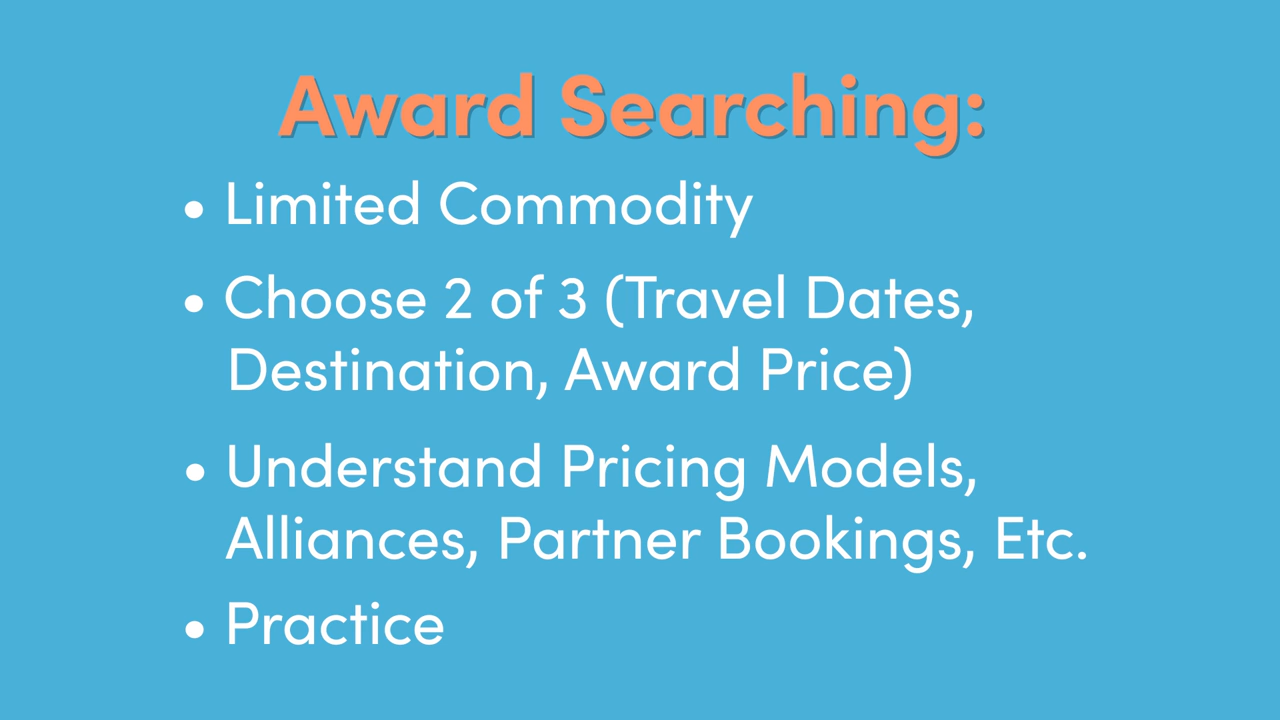 Award Searching:
• Limited Commodity
• Choose 2 of 3 (Travel Dates,
Destination, Award Price)
• Understand Pricing Models,
Alliances, Partner Bookings, Etc.
• Practice